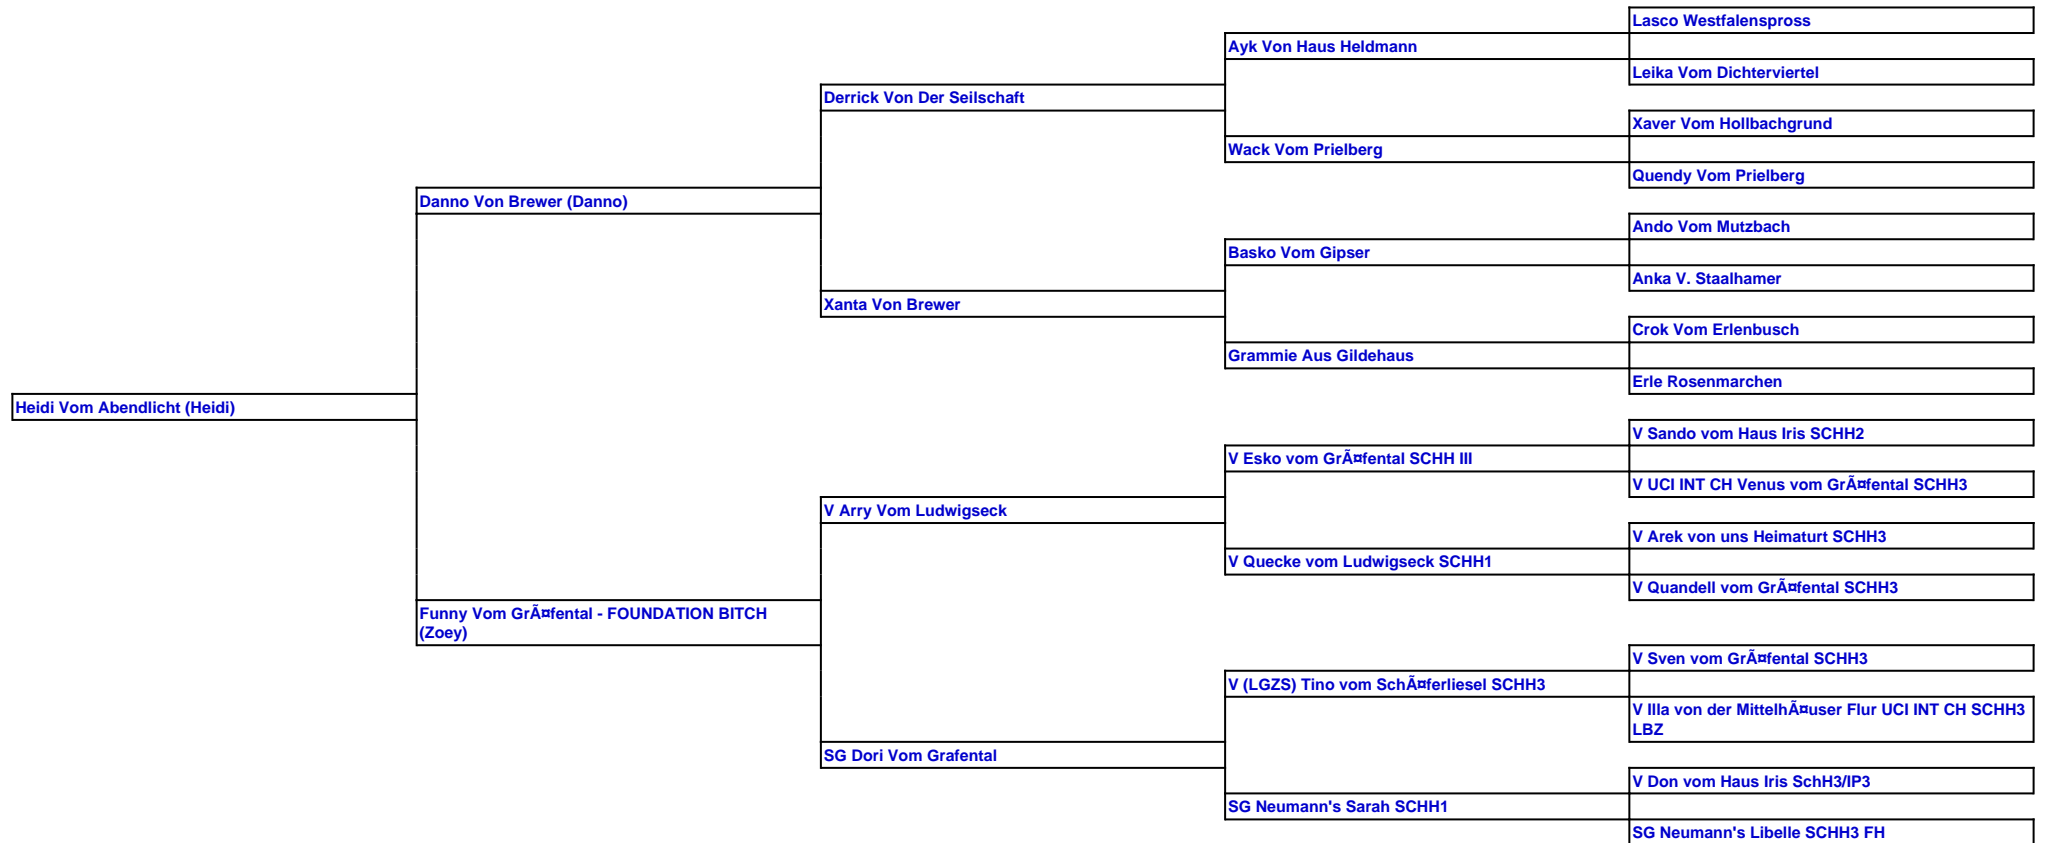 Lasco Westfalenspross
Ayk Von Haus Heldmann
Leika Vom Dichterviertel
Derrick Von Der Seilschaft
Xaver Vom Hollbachgrund
Wack Vom Prielberg
Quendy Vom Prielberg
Danno Von Brewer (Danno)
Ando Vom Mutzbach
Basko Vom Gipser
Anka V. Staalhamer
Xanta Von Brewer
Crok Vom Erlenbusch
Grammie Aus Gildehaus
Erle Rosenmarchen
Heidi Vom Abendlicht (Heidi)
V Sando vom Haus Iris SCHH2
V Esko vom GrÃ¤fental SCHH III
V UCI INT CH Venus vom GrÃ¤fental SCHH3
V Arry Vom Ludwigseck
V Arek von uns Heimaturt SCHH3
V Quecke vom Ludwigseck SCHH1
V Quandell vom GrÃ¤fental SCHH3
Funny Vom GrÃ¤fental - FOUNDATION BITCH
(Zoey)
V Sven vom GrÃ¤fental SCHH3
V (LGZS) Tino vom SchÃ¤ferliesel SCHH3
V Illa von der MittelhÃ¤user Flur UCI INT CH SCHH3
LBZ
SG Dori Vom Grafental
V Don vom Haus Iris SchH3/IP3
SG Neumann's Sarah SCHH1
SG Neumann's Libelle SCHH3 FH